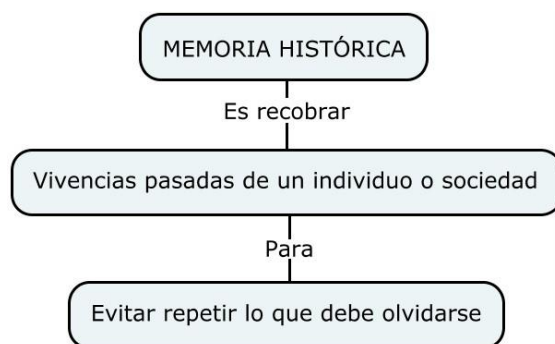 MEMORIA HISTÓRICA
Es recobrar
Vivencias pasadas de un individuo o sociedad
Para
Evitar repetir lo que debe olvidarse